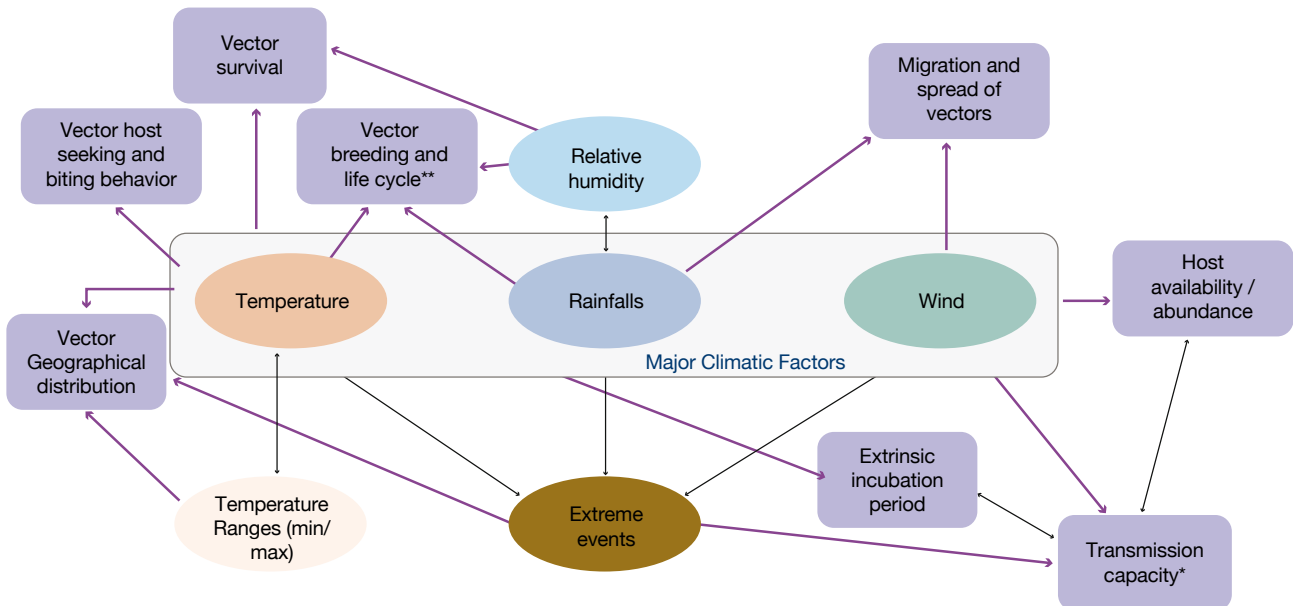 Vector
survival
Migration and
spread of
vectors
Vector host
seeking and
biting behavior
Vector
breeding and
life cycle**
Relative
humidity
Temperature
Rainfalls
Wind
Host
availability /
abundance
Vector
Geographical
distribution
Major Climatic Factors
Extrinsic
incubation
period
Temperature
Ranges (min/
max)
Extreme
events
Transmission
capacity*